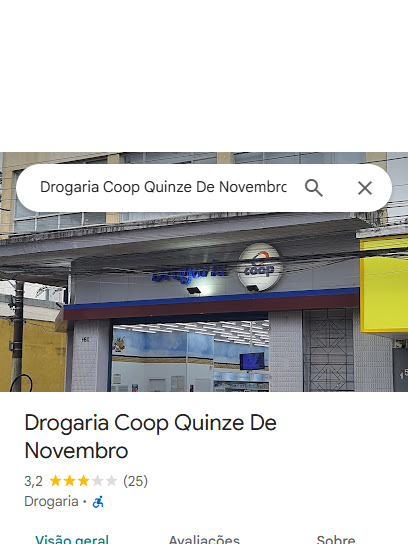 Drogaria Coop Quinze De Novembro
Drogaria coop
Drogaria Coop Quinze De
Novembro
3,2 (25)
Drogaria ·
Visão geral Avaliações Sobre